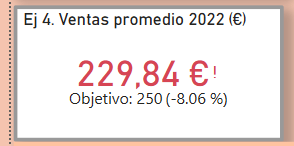 Ej 4. Ventas promedio 2022 (€)
229,84 €!
Objetivo: 250 (-8.06 %)